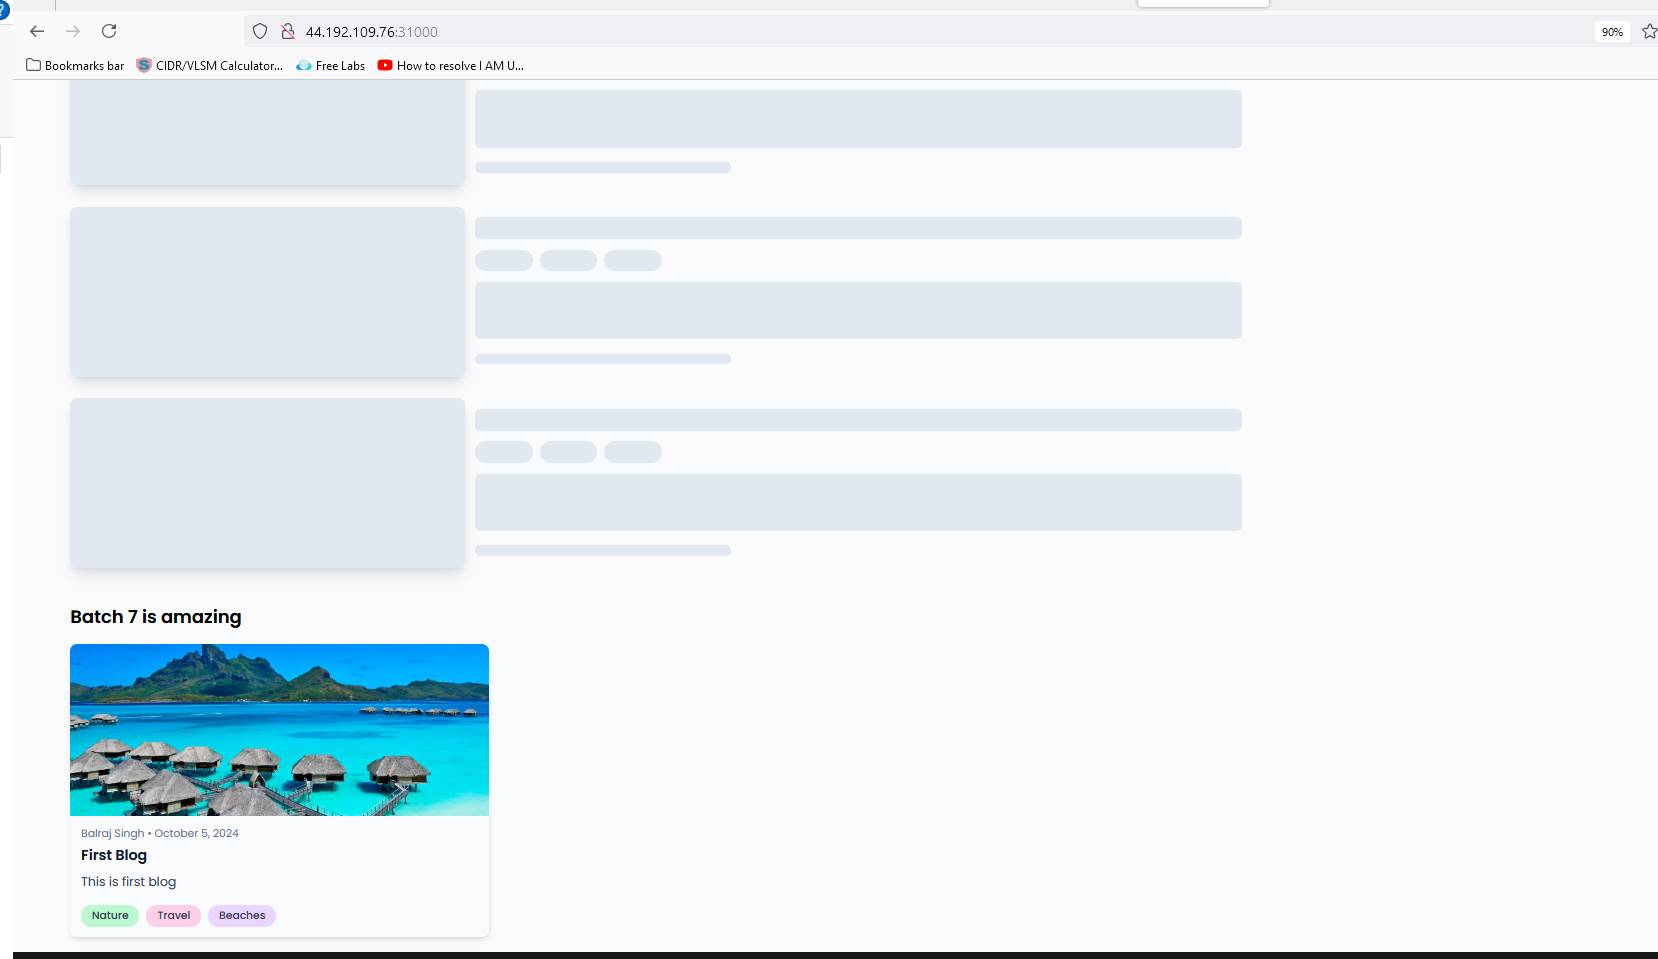 44.192.109.76:31000
90%
Bookmarks bar
CIDR/VLSM Calculator...
Free Labs
How to resolve I AM U...
Batch 7 is amazing
Balraj Singh • October 5, 2024
First Blog
This is first blog
Nature
Travel
Beaches